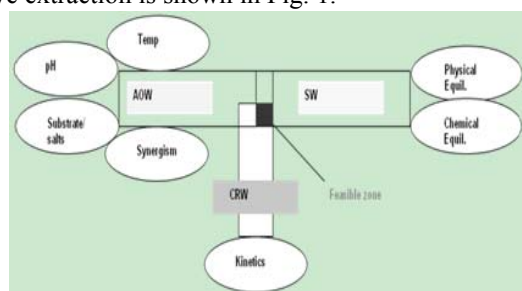 ve extraction is shown in Fig. 1.
Temp
pH
Physical
Equil.
AOW
SW
Substrate/
salts
Chemical
Equil.
Synergism
CRW
Feasible zone
Kinetics